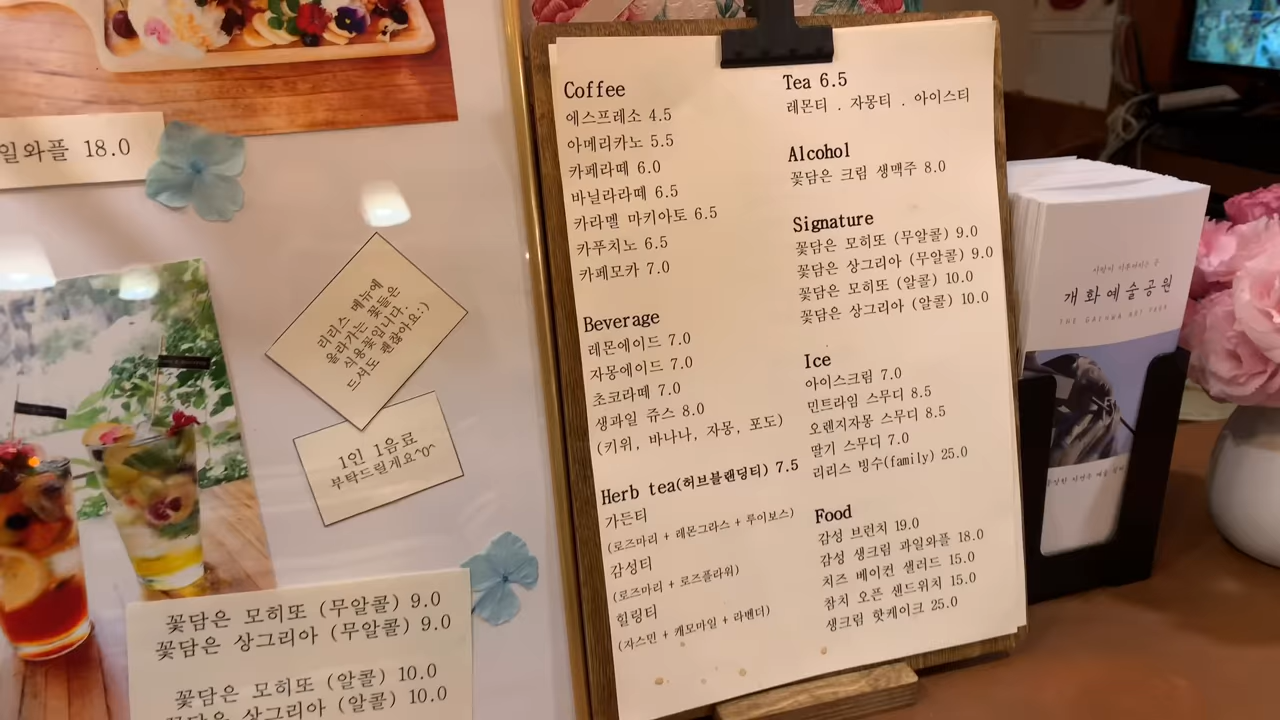 일와플 18.0
리리스 메뉴에
올라가는 꽃들은
식용꽃입니다.
드셔도 괜찮아요:)
1인 1음료
부탁드릴게요^0^
꽃담은 모히또 (무알콜) 9.0
꽃담은 상그리아 (무알콜) 9.0
꽃담은 모히또 (알콜) 10.0
꽃담은 상그리아 (알콜) 10.0
Coffee
에스프레소 4.5
아메리카노 5.5
카페라떼 6.0
바닐라라떼 6.5
카라멜 마키아토 6.5
카푸치노 6.5
카페모카 7.0
Beverage
레몬에이드 7.0
자몽에이드 7.0
초코라떼 7.0
생과일 쥬스 8.0
(키위, 바나나, 자몽, 포도)
Herb tea(허브블랜딩티) 7.5
가든티
(로즈마리 + 레몬그라스 + 루이보스)
감성티
(로즈마리 + 로즈플라워)
힐링티
(자스민 + 캐모마일 + 라벤더)
Tea 6.5
레몬티 . 자몽티 . 아이스티
Alcohol
꽃담은 크림 생맥주 8.0
Signature
꽃담은 모히또 (무알콜) 9.0
꽃담은 상그리아 (무알콜) 9.0
꽃담은 모히또 (알콜) 10.0
꽃담은 상그리아 (알콜) 10.0
Ice
아이스크림 7.0
민트라임 스무디 8.5
오렌지자몽 스무디 8.5
딸기 스무디 7.0
리리스 빙수(family) 25.0
Food
감성 브런치 19.0
감성 생크림 과일와플 18.0
치즈 베이컨 샐러드 15.0
참치 오픈 샌드위치 15.0
생크림 핫케이크 25.0
개화예술공원
THE GAEHWA ART PARK